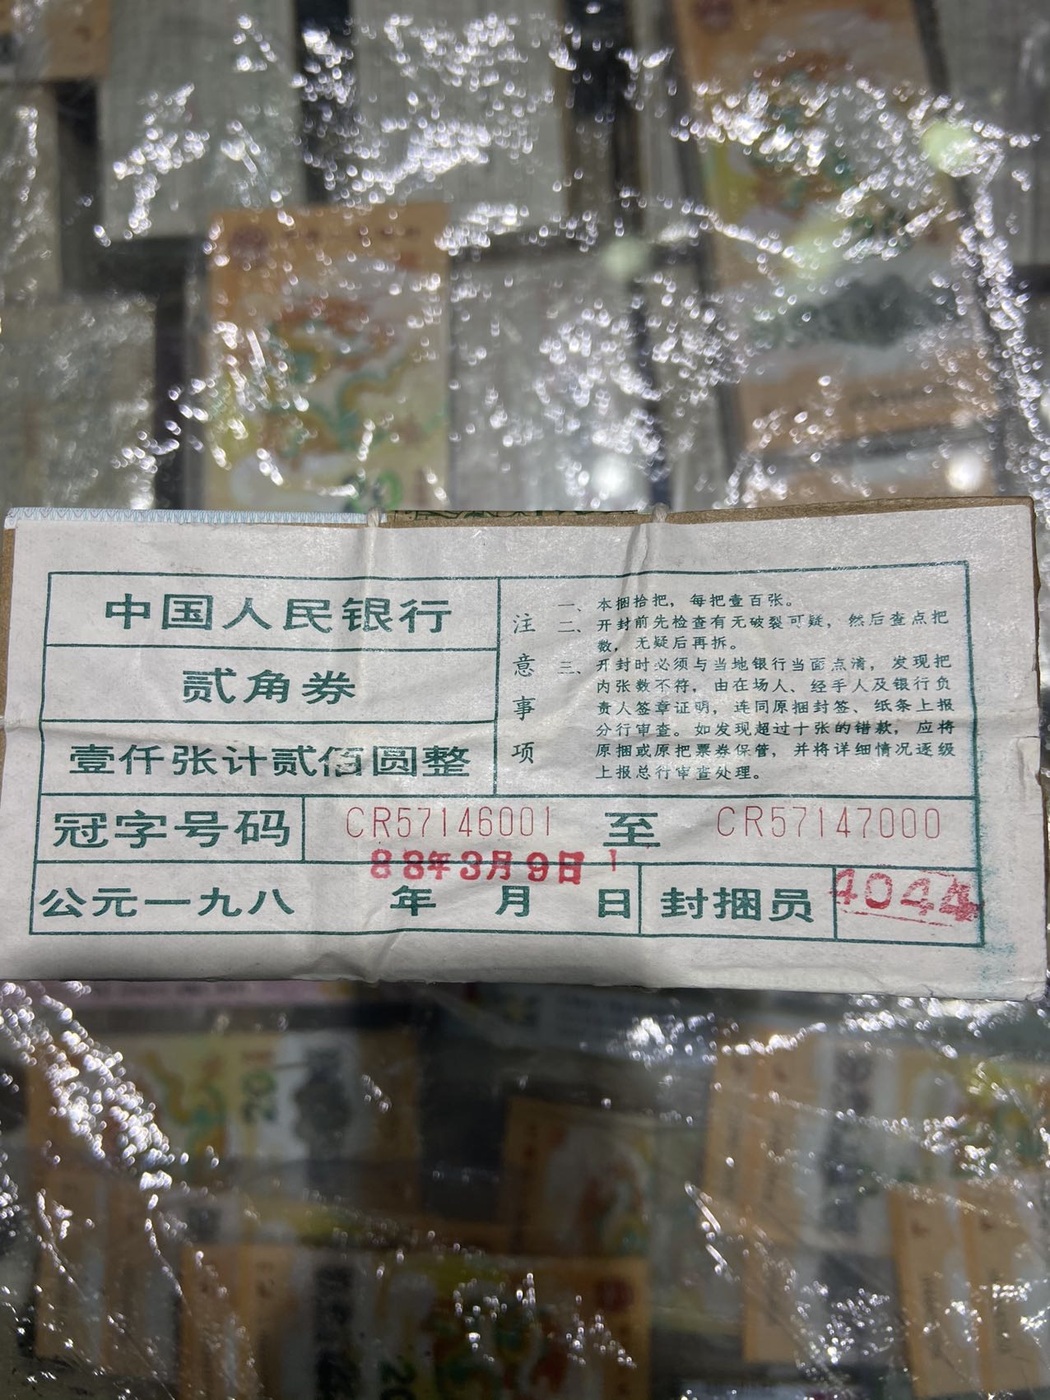 中国人民银行
贰角券
壹仟张计贰佰圆整
注意事项
一、本捆拾把，每把壹百张。
二、开封前先检查有无破裂可疑，然后查点把
数，无疑后再拆。
三、开封时必须与当地银行当面点清，发现把
内张数不符，由在场人、经手人及银行负
责人签章证明，连同原捆封签、纸条上报
分行审查。如发现超过十张的错款，应将
原捆或原把票券保管，并将详细情况逐级
上报总行审查处理。
冠字号码 CR57146001 至 CR57147000
88年3月9日
公元一九八 年 月 日 封捆员 4044
20
20